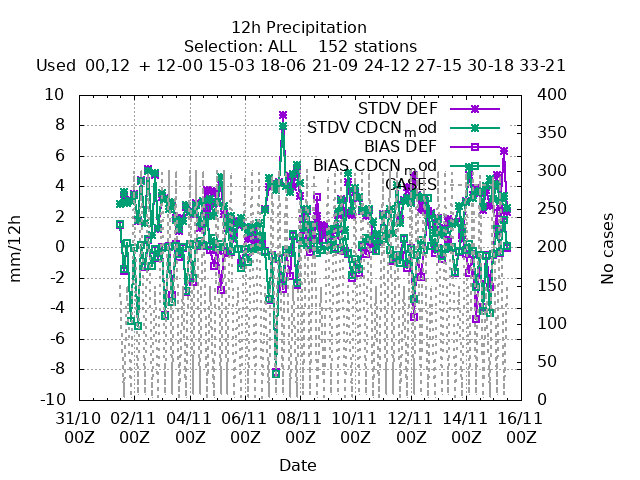 12h Precipitation
Selection: ALL    152 stations
Used  00,12  + 12-00 15-03 18-06 21-09 24-12 27-15 30-18 33-21
10 400
STDV DEF
8 350
STDV CDCNmod
BIAS DEF
6 300
BIAS CDCNmod
CASES
4 250
2
0 200
-2 150
-4 100
-6
-8 50
-10 0
mm/12h
No cases
31/10 02/11 04/11 06/11 08/11 10/11 12/11 14/11 16/11
00Z 00Z 00Z 00Z 00Z 00Z 00Z 00Z 00Z
Date